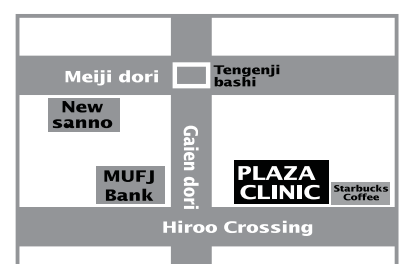 Meiji dori
Tengenji
bashi
New
sanno
Gaien dori
MUFJ
Bank
PLAZA
CLINIC
Starbucks
Coffee
Hiroo Crossing